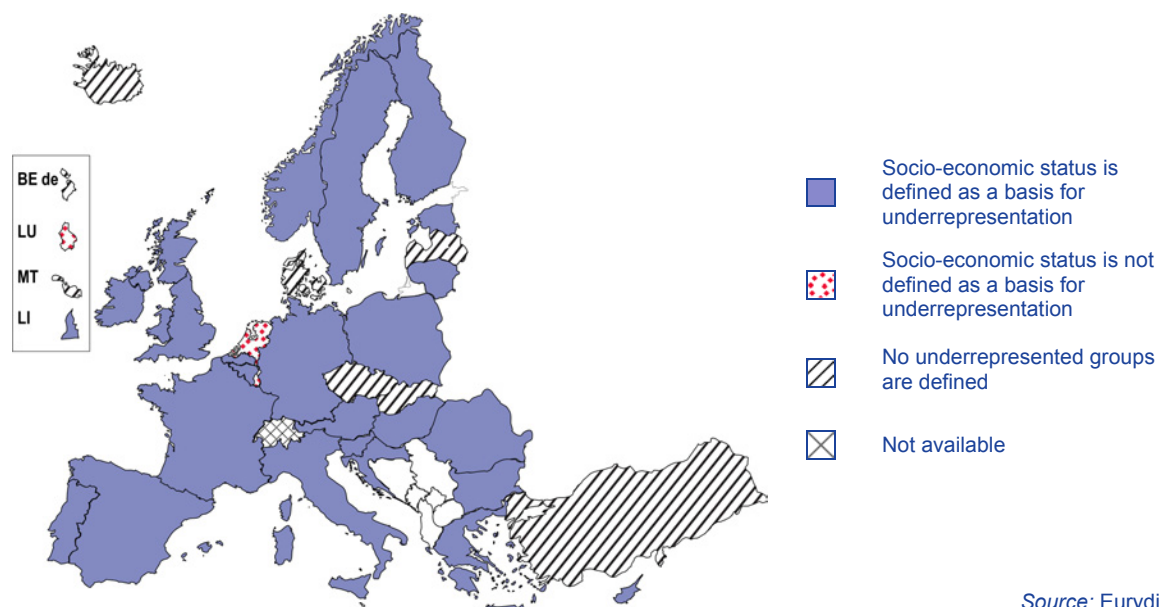 BE de
LU
MT
LI
Socio-economic status is
defined as a basis for
underrepresentation
Socio-economic status is not
defined as a basis for
underrepresentation
No underrepresented groups
are defined
Not available
Source: Eurydi